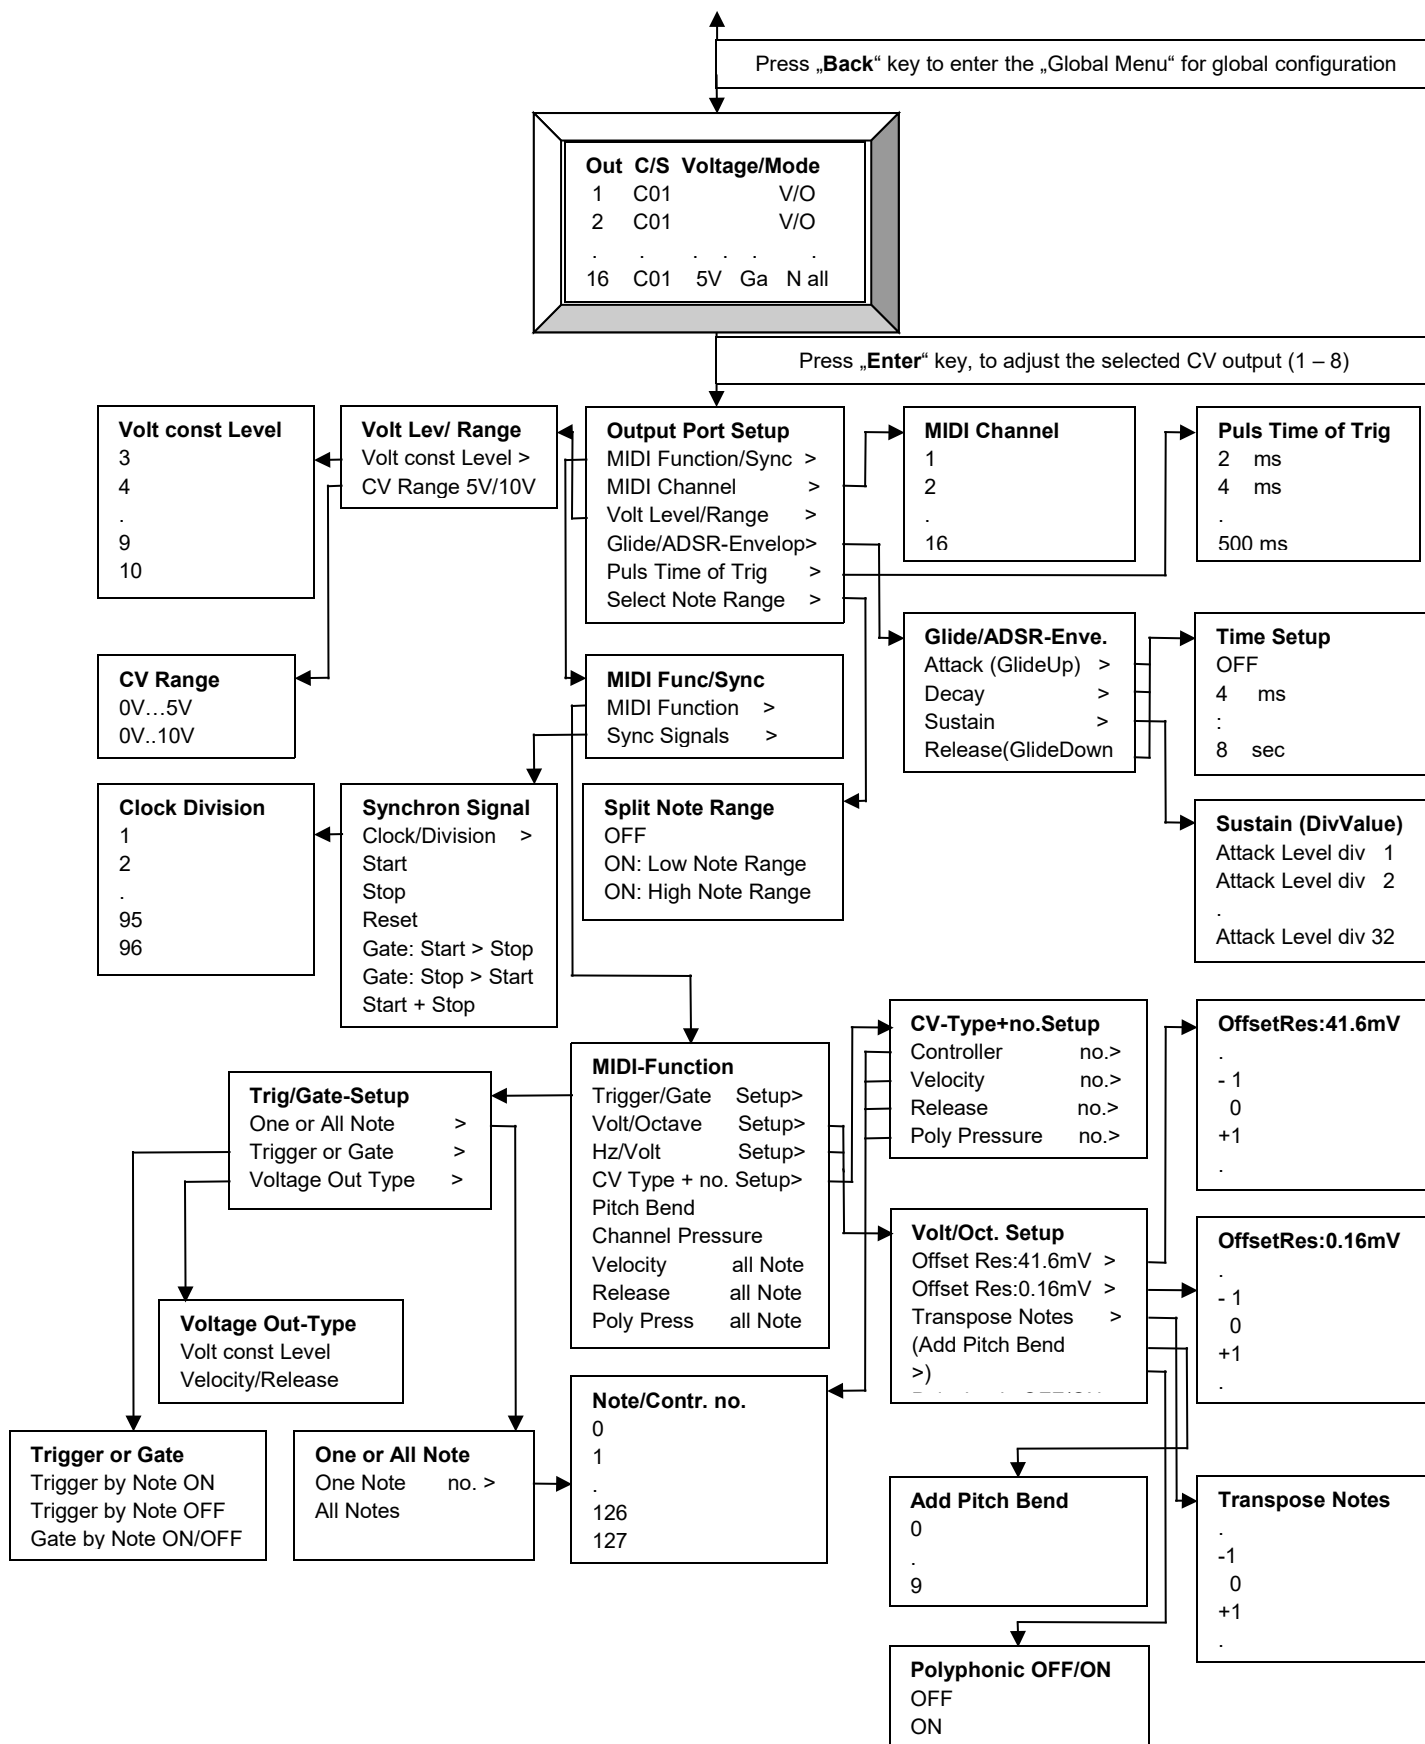 Press „Back“ key to enter the „Global Menu“ for global configuration
Out C/S Voltage/Mode
1 C01 V/O
2 C01 V/O
. . . . . .
16 C01 5V Ga N all
Press „Enter“ key, to adjust the selected CV output (1 – 8)
Volt const Level
3
4
.
9
10
Volt Lev/ Range
Volt const Level >
CV Range 5V/10V
Output Port Setup
MIDI Function/Sync >
MIDI Channel >
Volt Level/Range >
Glide/ADSR-Envelop>
Puls Time of Trig >
Select Note Range >
MIDI Channel
1
2
.
16
Puls Time of Trig
2 ms
4 ms
.
500 ms
CV Range
0V…5V
0V..10V
MIDI Func/Sync
MIDI Function >
Sync Signals >
Glide/ADSR-Enve.
Attack (GlideUp) >
Decay >
Sustain >
Release(GlideDown
Time Setup
OFF
4 ms
:
8 sec
Clock Division
1
2
.
95
96
Synchron Signal
Clock/Division >
Start
Stop
Reset
Gate: Start > Stop
Gate: Stop > Start
Start + Stop
Split Note Range
OFF
ON: Low Note Range
ON: High Note Range
Sustain (DivValue)
Attack Level div 1
Attack Level div 2
.
Attack Level div 32
Trig/Gate-Setup
One or All Note >
Trigger or Gate >
Voltage Out Type >
MIDI-Function
Trigger/Gate Setup>
Volt/Octave Setup>
Hz/Volt Setup>
CV Type + no. Setup>
Pitch Bend
Channel Pressure
Velocity all Note
Release all Note
Poly Press all Note
CV-Type+no.Setup
Controller no.>
Velocity no.>
Release no.>
Poly Pressure no.>
OffsetRes:41.6mV
.
- 1
0
+1
.
Volt/Oct. Setup
Offset Res:41.6mV >
Offset Res:0.16mV >
Transpose Notes >
(Add Pitch Bend
>)
OffsetRes:0.16mV
.
- 1
0
+1
.
Voltage Out-Type
Volt const Level
Velocity/Release
Trigger or Gate
Trigger by Note ON
Trigger by Note OFF
Gate by Note ON/OFF
One or All Note
One Note no. >
All Notes
Note/Contr. no.
0
1
.
126
127
Add Pitch Bend
0
.
9
Transpose Notes
.
-1
0
+1
.
Polyphonic OFF/ON
OFF
ON